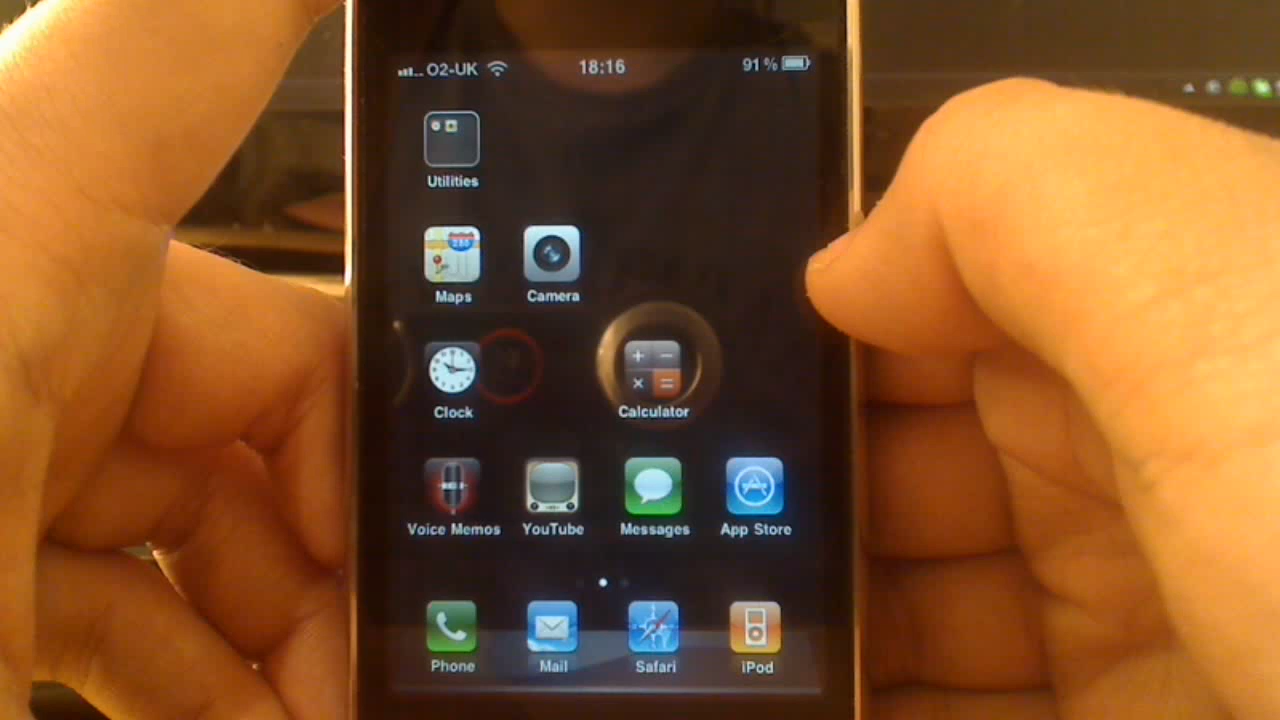 O2-UK 18:16 91%
Utilities
Maps Camera
Clock Calculator
Voice Memos YouTube Messages App Store
Phone Mail Safari iPod